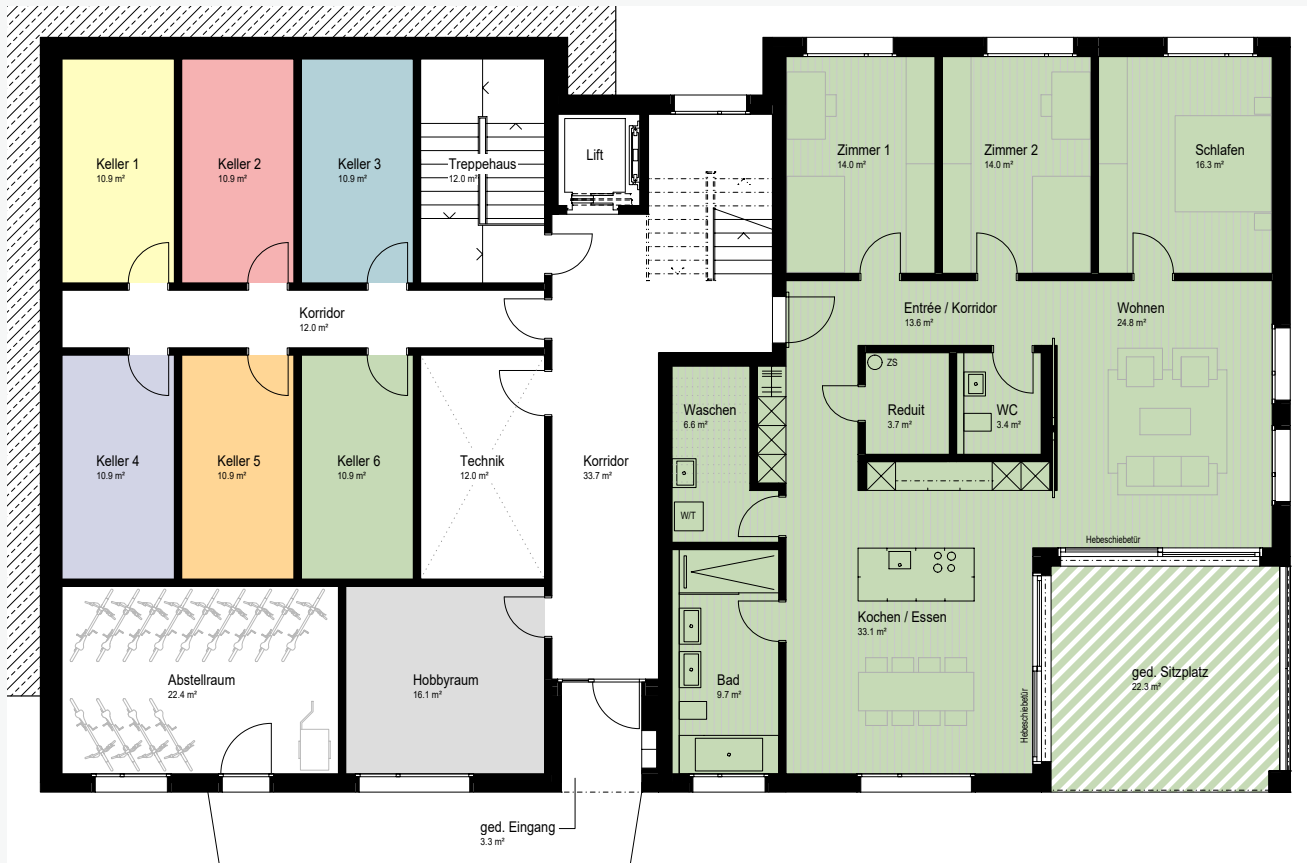 Keller 1
10.9 m²
Keller 2
10.9 m²
Keller 3
10.9 m²
Treppehaus
12.0 m²
Lift
Zimmer 1
14.0 m²
Zimmer 2
14.0 m²
Schlafen
16.3 m²
Korridor
12.0 m²
Entrée / Korridor
13.6 m²
Wohnen
24.8 m²
ZS
Waschen
6.6 m²
Reduit
3.7 m²
WC
3.4 m²
Keller 4
10.9 m²
Keller 5
10.9 m²
Keller 6
10.9 m²
Technik
12.0 m²
Korridor
33.7 m²
W/T
Hebeschiebetür
Kochen / Essen
33.1 m²
Abstellraum
22.4 m²
Hobbyraum
16.1 m²
Bad
9.7 m²
Hebeschiebetür
ged. Sitzplatz
22.3 m²
ged. Eingang
3.3 m²